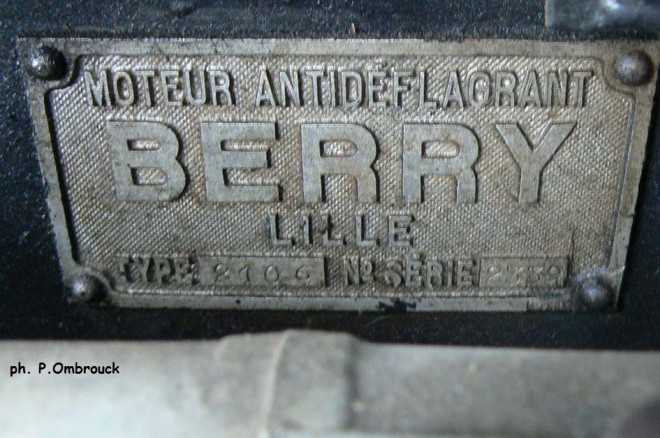 MOTEUR ANTIDÉFLAGRANT
BERRY
LILLE
TYPE: 2106 Nº SÉRIE
ph. P.Ombrouck